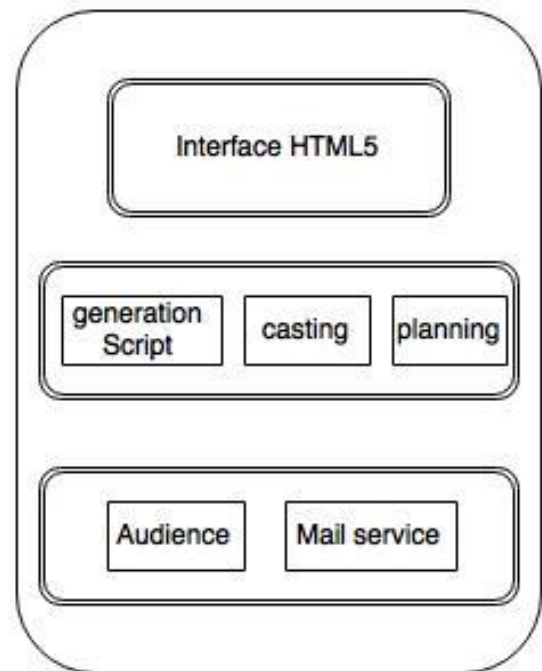 Interface HTML5
generation
Script
casting
planning
Audience
Mail service